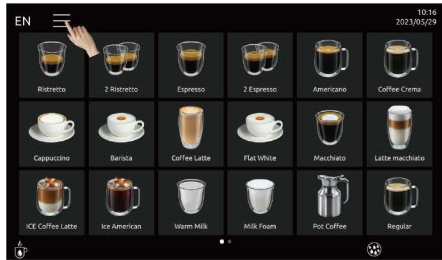 EN
10:16
2023/05/29
Ristretto
2 Ristretto
Espresso
2 Espresso
Americano
Coffee Crema
Cappuccino
Barista
Coffee Latte
Flat White
Macchiato
Latte macchiato
ICE Coffee Latte
Ice American
Warm Milk
Milk Foam
Pot Coffee
Regular